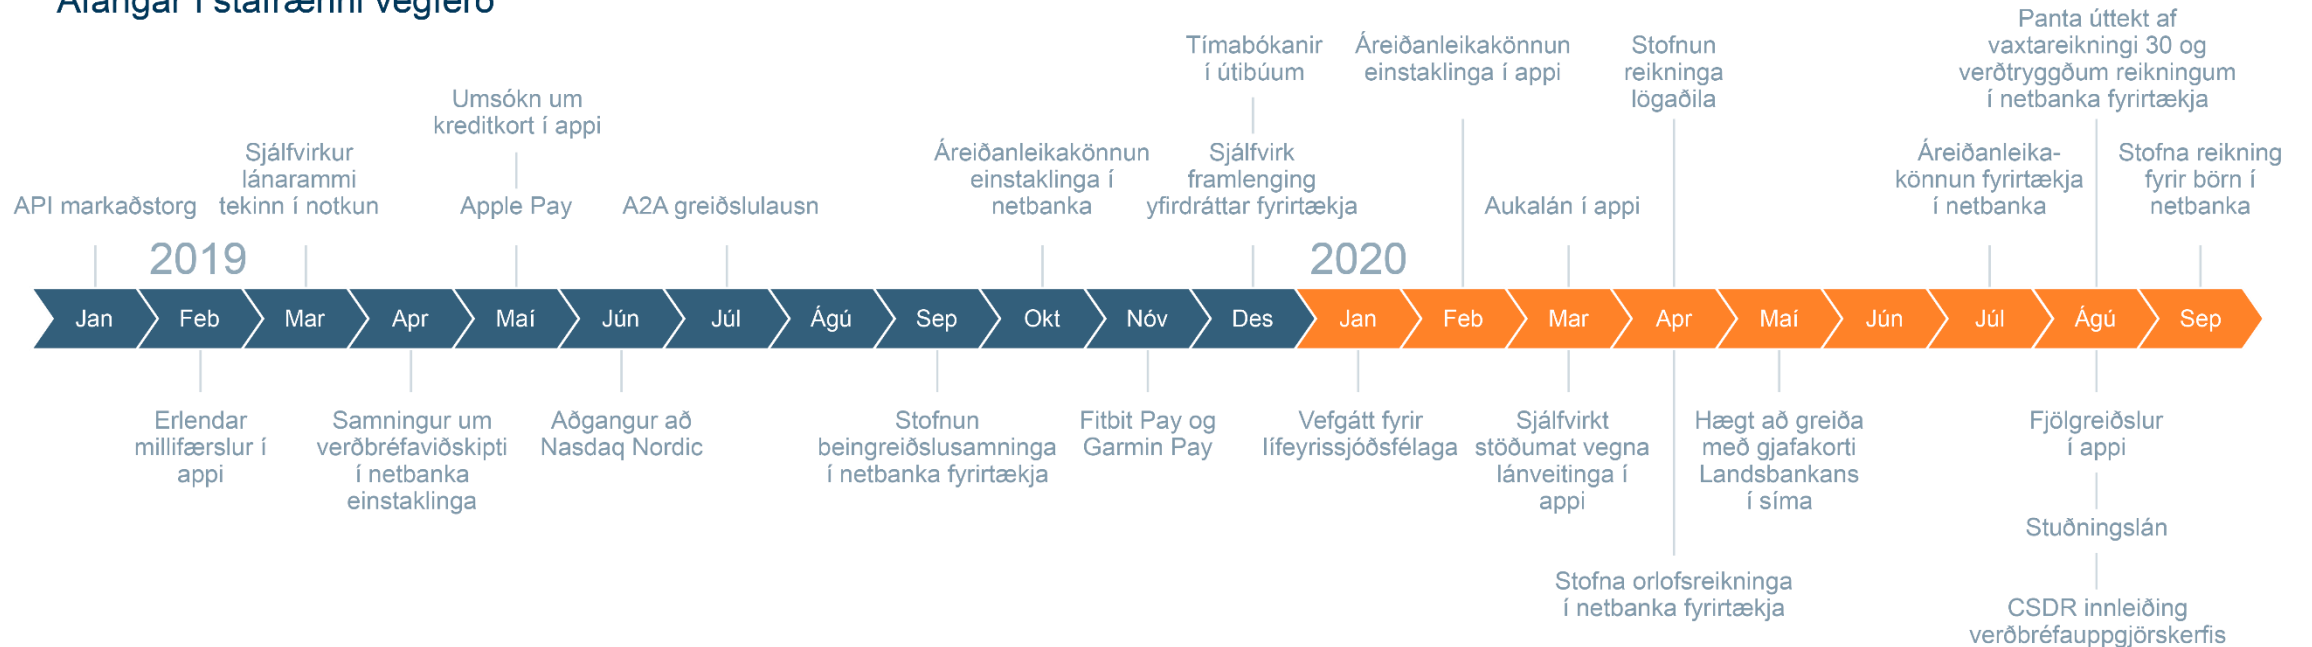 Áfangar í stafrænni vegferð
Panta úttekt af
vaxtareikningi 30 og
verðtryggðum reikningum
í netbanka fyrirtækja
Tímabókanir
í útibúum
Áreiðanleikakönnun
einstaklinga í appi
Stofnun
reikninga
lögaðila
Umsókn um
kreditkort í appi
Sjálfvirkur
lánarammi
tekinn í notkun
Áreiðanleikakönnun
einstaklinga í
netbanka
Sjálfvirk
framlenging
yfirdráttar fyrirtækja
Áreiðanleika-
könnun fyrirtækja
í netbanka
Stofna reikning
fyrir börn í
netbanka
API markaðstorg
Apple Pay
A2A greiðslulausn
Aukalán í appi
2019
2020
Jan Feb Mar Apr Maí Jún Júl Ágú Sep Okt Nóv Des Jan Feb Mar Apr Maí Jún Júl Ágú Sep
Erlendar
millifærslur í
appi
Samningur um
verðbréfaviðskipti
í netbanka
einstaklinga
Aðgangur að
Nasdaq Nordic
Stofnun
beingreiðslusamninga
í netbanka fyrirtækja
Fitbit Pay og
Garmin Pay
Vefgátt fyrir
lífeyrissjóðsfélaga
Sjálfvirkt
stöðumat vegna
lánveitinga í
appi
Hægt að greiða
með gjafakorti
Landsbankans
í síma
Fjölgreiðslur
í appi
Stuðningslán
Stofna orlofsreikninga
í netbanka fyrirtækja
CSDR innleiðing
verðbréfauppgjörskerfis